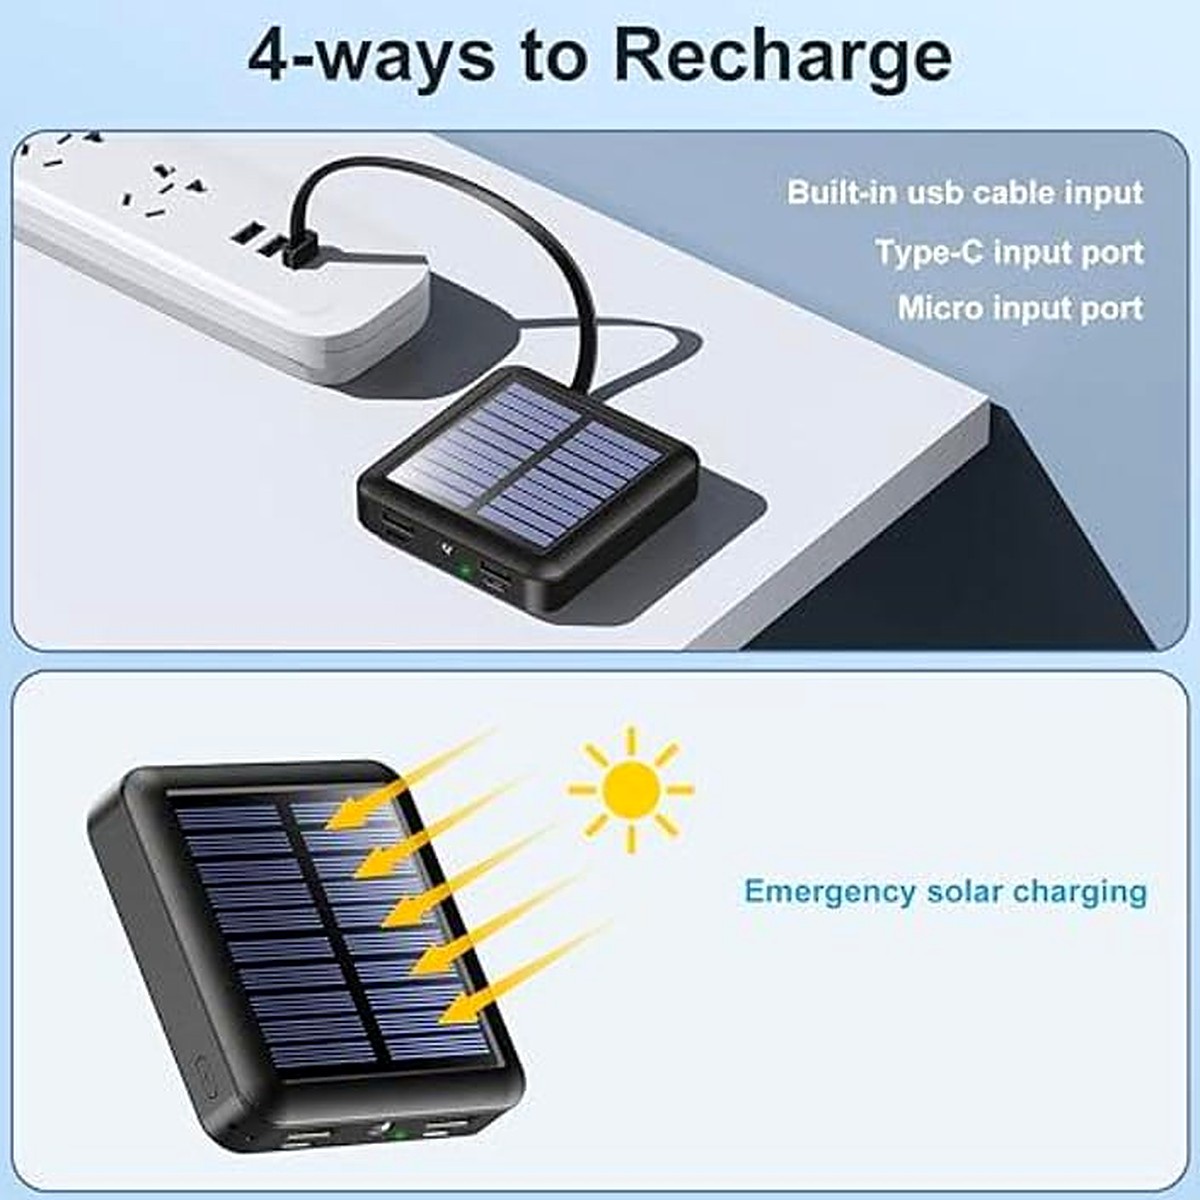 4-ways to Recharge
Built-in usb cable input
Type-C input port
Micro input port
Emergency solar charging